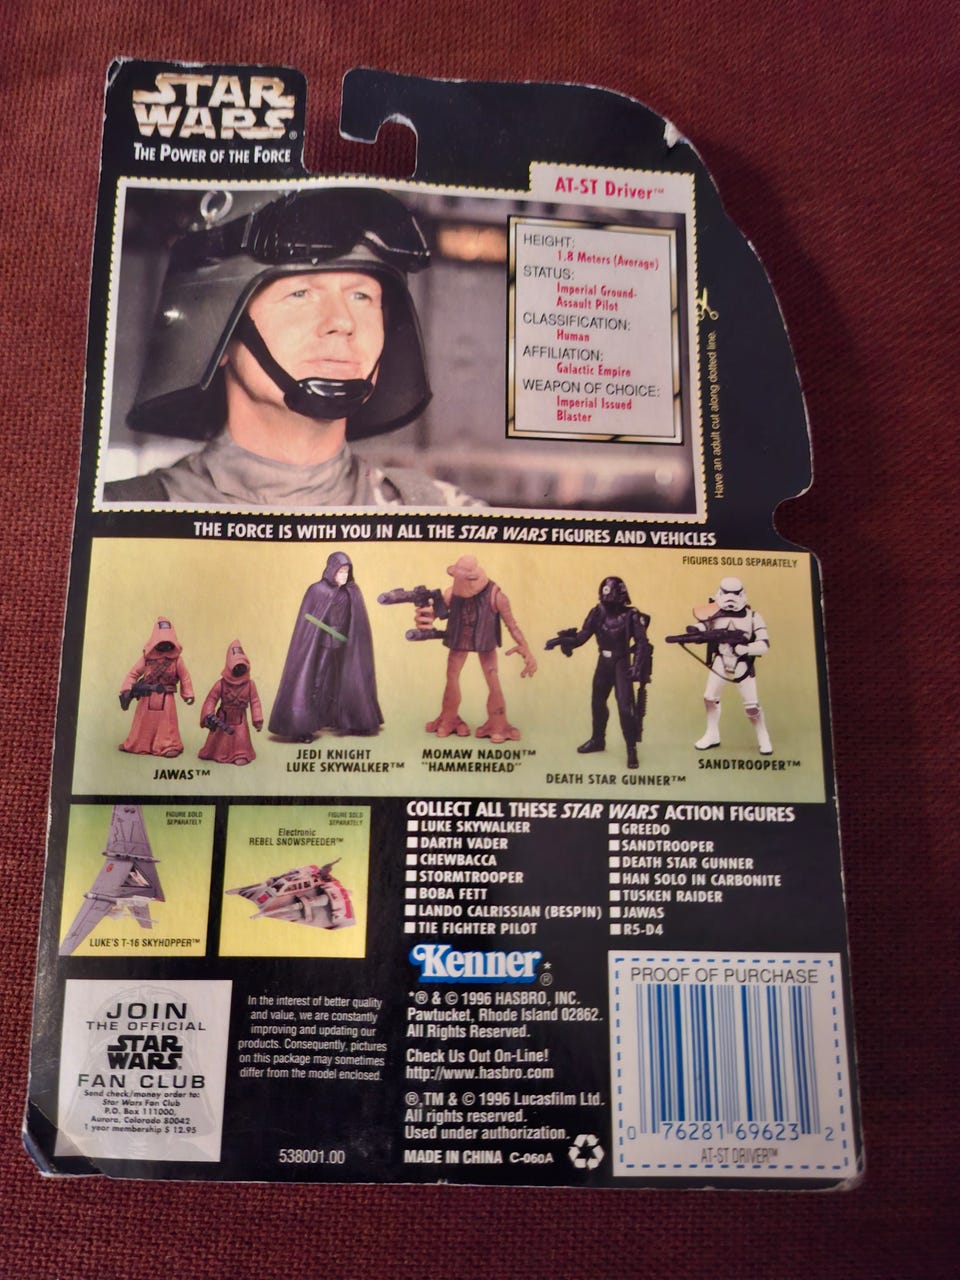 STAR
WARS®
THE POWER OF THE FORCE
AT-ST Driver™
HEIGHT:
1.8 Meters (Average)
STATUS:
Imperial Ground-
Assault Pilot
CLASSIFICATION:
Human
AFFILIATION:
Galactic Empire
WEAPON OF CHOICE:
Imperial Issued
Blaster
Have an adult cut along dotted line.
THE FORCE IS WITH YOU IN ALL THE STAR WARS FIGURES AND VEHICLES
FIGURES SOLD SEPARATELY
JAWAS™
JEDI KNIGHT
LUKE SKYWALKER™
MOMAW NADON™
"HAMMERHEAD"
DEATH STAR GUNNER™
SANDTROOPER™
FIGURE SOLD
SEPARATELY
LUKE'S T-16 SKYHOPPER™
FIGURE SOLD
SEPARATELY
Electronic
REBEL SNOWSPEEDER™
COLLECT ALL THESE STAR WARS ACTION FIGURES
LUKE SKYWALKER
DARTH VADER
CHEWBACCA
STORMTROOPER
BOBA FETT
LANDO CALRISSIAN (BESPIN)
TIE FIGHTER PILOT
GREEDO
SANDTROOPER
DEATH STAR GUNNER
HAN SOLO IN CARBONITE
TUSKEN RAIDER
JAWAS
R5-D4
JOIN
THE OFFICIAL
STAR
WARS
FAN CLUB
Send check/money order to:
Star Wars Fan Club
P.O. Box 111000,
Aurora, Colorado 80042
1 year membership $ 12.95
In the interest of better quality
and value, we are constantly
improving and updating our
products. Consequently, pictures
on this package may sometimes
differ from the model enclosed.
538001.00
Kenner*®
*® & © 1996 HASBRO, INC.
Pawtucket, Rhode Island 02862.
All Rights Reserved.
Check Us Out On-Line!
http://www.hasbro.com
®,TM & © 1996 Lucasfilm Ltd.
All rights reserved.
Used under authorization.
MADE IN CHINA C-060A
PROOF OF PURCHASE
0 76281 69623 2
AT-ST DRIVER™